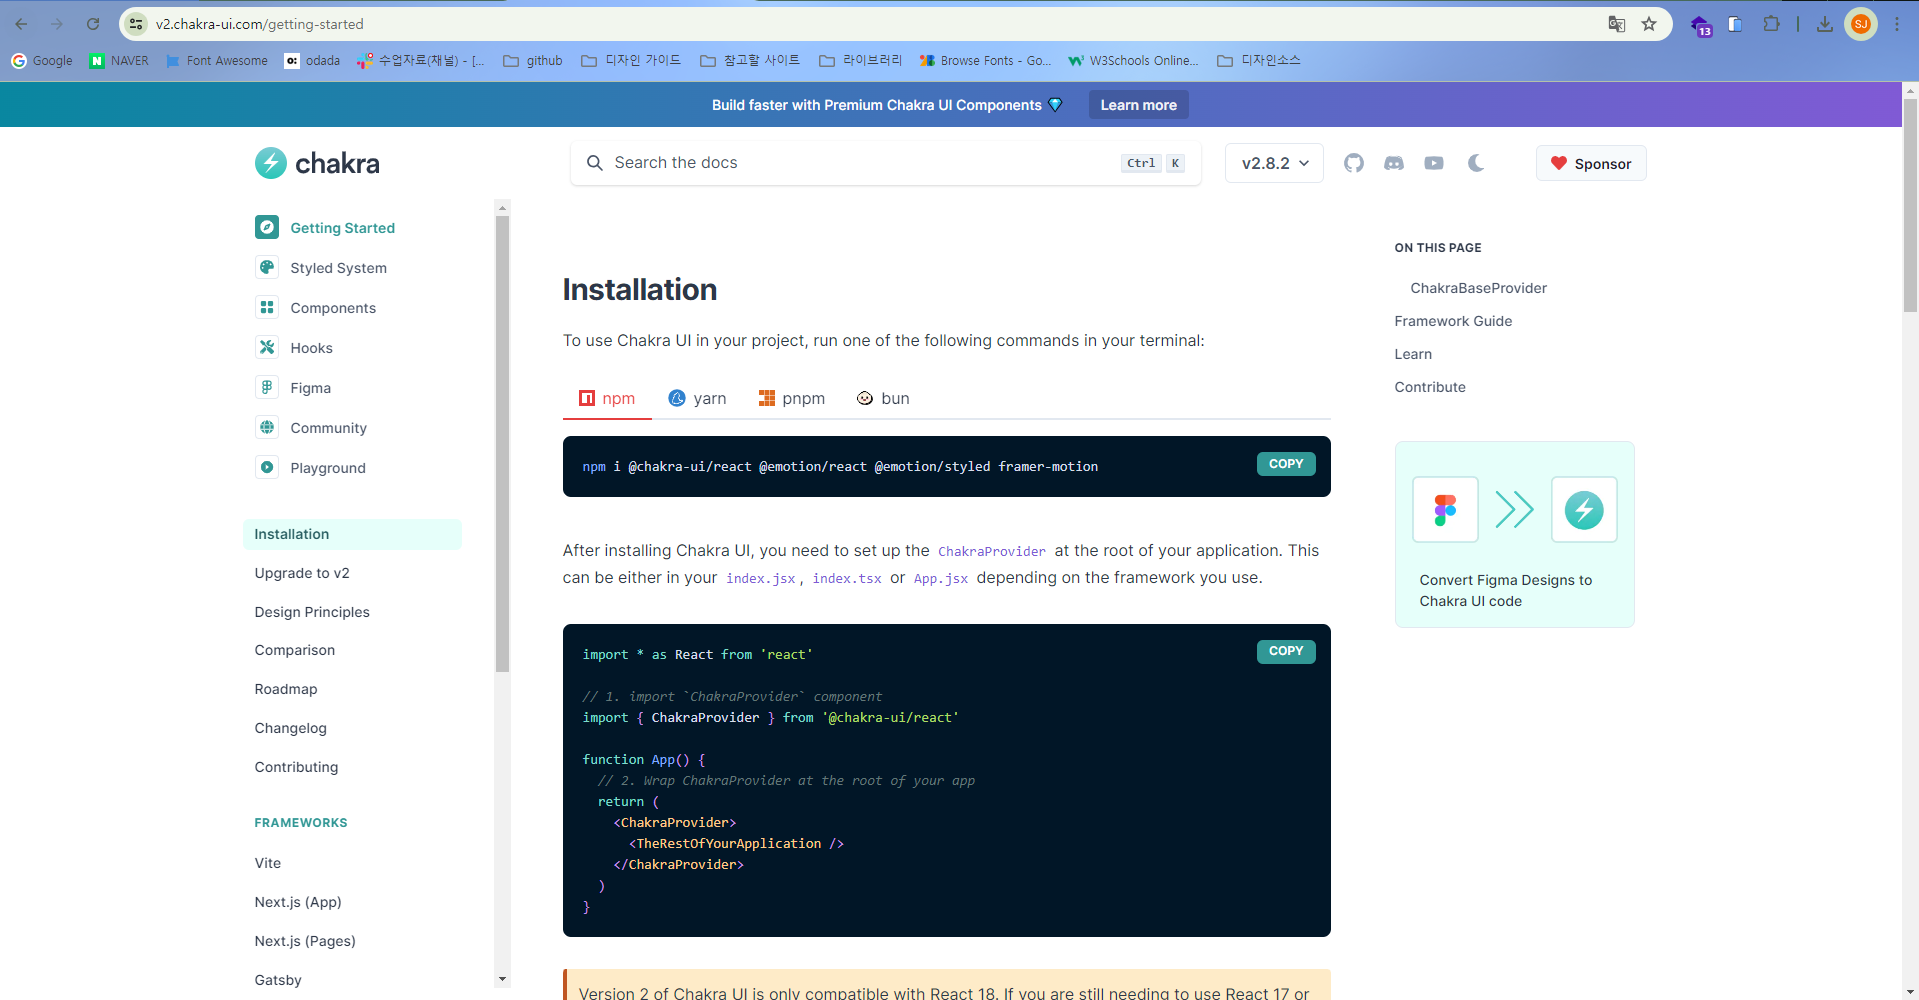 v2.chakra-ui.com/getting-started
13
SJ
Google
NAVER
Font Awesome
odada
수업자료(채널) - [...
github
디자인 가이드
참고할 사이트
라이브러리
Browse Fonts - Go...
W3Schools Online...
디자인소스
Build faster with Premium Chakra UI Components
Learn more
chakra
Search the docs
Ctrl K
v2.8.2
Sponsor
Getting Started
Styled System
Components
Hooks
Figma
Community
Playground
Installation
Upgrade to v2
Design Principles
Comparison
Roadmap
Changelog
Contributing
FRAMEWORKS
Vite
Next.js (App)
Next.js (Pages)
Gatsby
Installation
To use Chakra UI in your project, run one of the following commands in your terminal:
npm
yarn
pnpm
bun
npm i @chakra-ui/react @emotion/react @emotion/styled framer-motion
COPY
After installing Chakra UI, you need to set up the ChakraProvider at the root of your application. This
can be either in your index.jsx, index.tsx or App.jsx depending on the framework you use.
COPY
import * as React from 'react'
// 1. import `ChakraProvider` component
import { ChakraProvider } from '@chakra-ui/react'
function App() {
// 2. Wrap ChakraProvider at the root of your app
return (
<ChakraProvider>
<TheRestOfYourApplication />
</ChakraProvider>
)
}
Version 2 of Chakra UI is only compatible with React 18. If you are still needing to use React 17 or
ON THIS PAGE
ChakraBaseProvider
Framework Guide
Learn
Contribute
Convert Figma Designs to
Chakra UI code